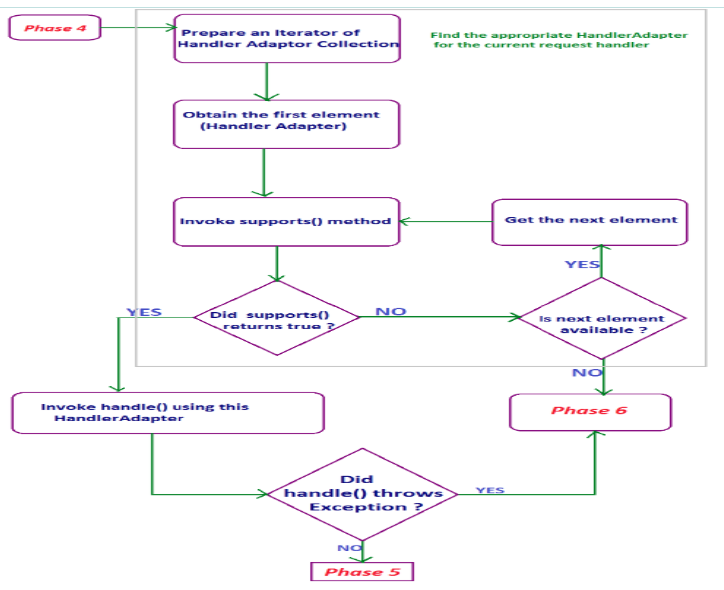 Phase 4
Prepare an Iterator of
Handler Adaptor Collection
Find the appropriate HandlerAdapter
for the current request handler
Obtain the first element
(Handler Adapter)
Invoke supports() method
Get the next element
YES
Did supports()
returns true ?
YES
NO
Is next element
available ?
NO
Invoke handle() using this
HandlerAdapter
Phase 6
Did
handle() throws
Exception ?
YES
NO
Phase 5